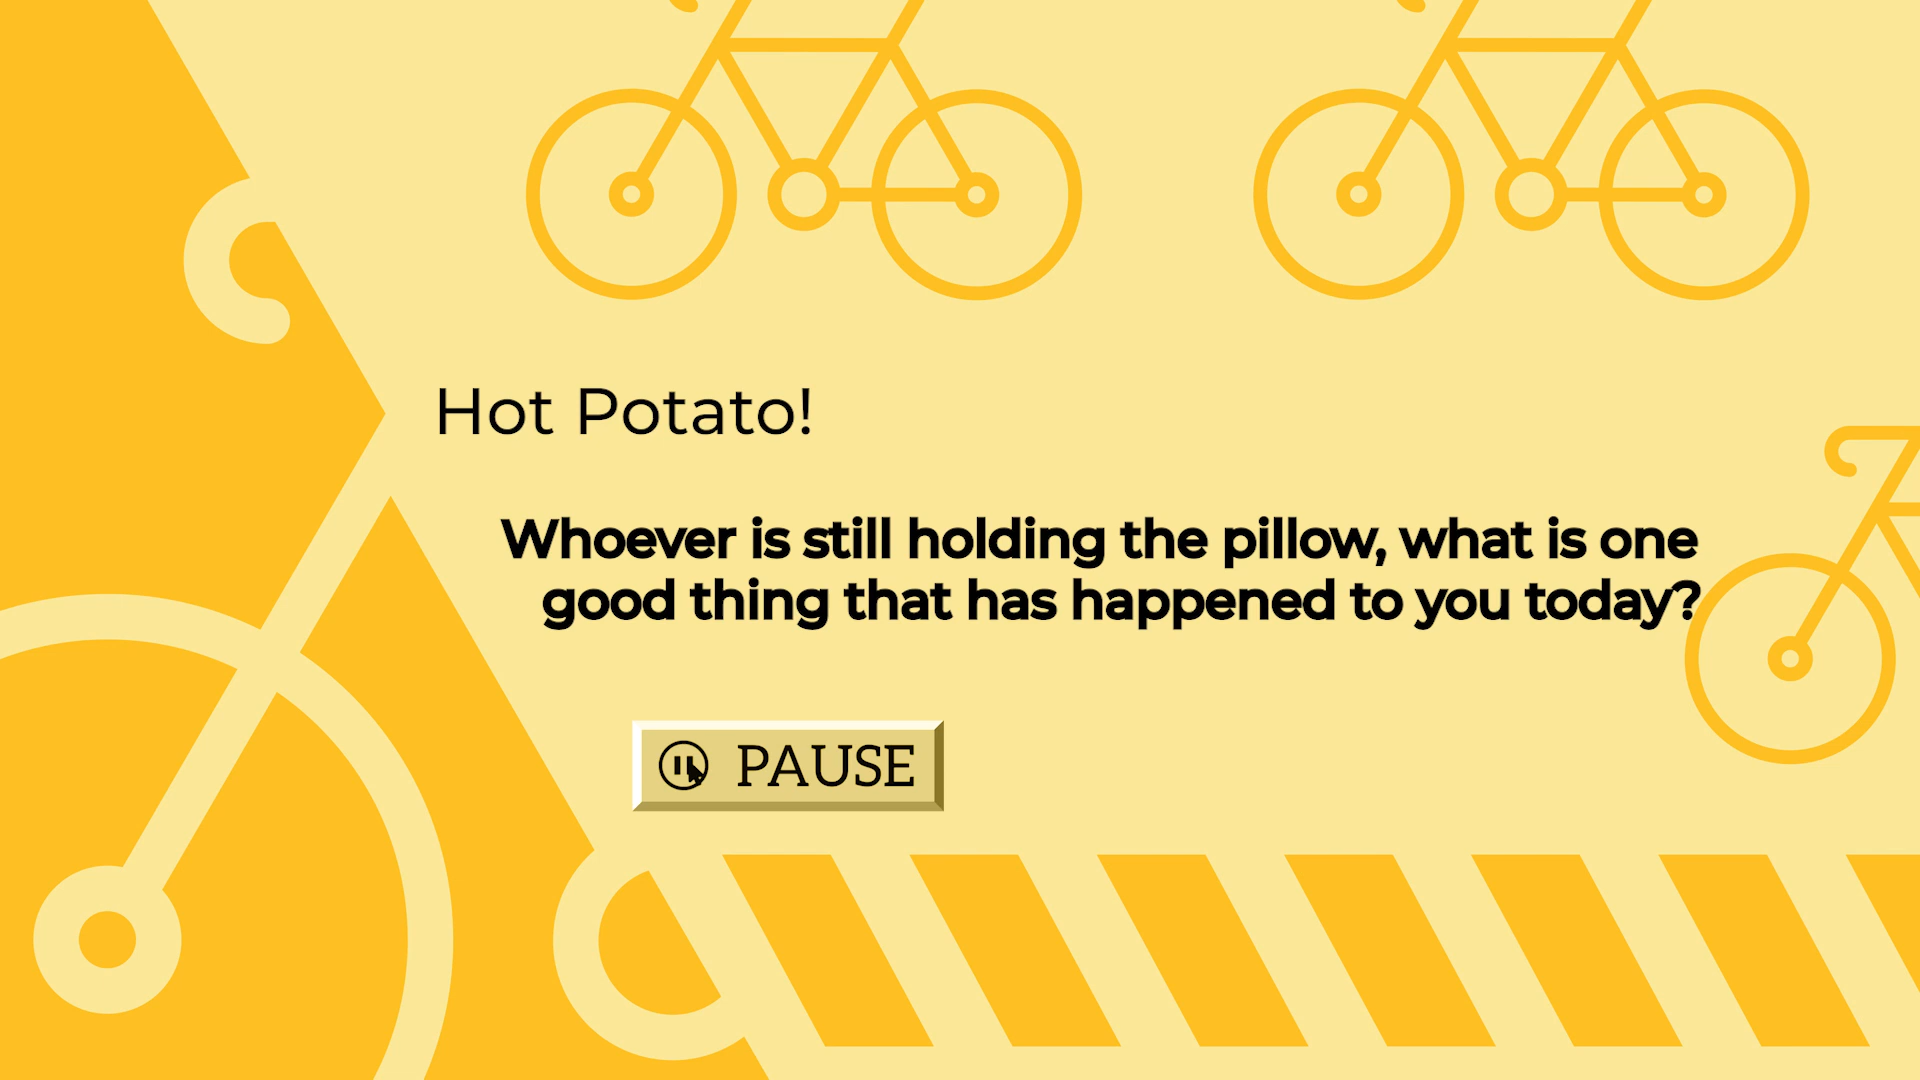 Hot Potato!
Whoever is still holding the pillow, what is one
good thing that has happened to you today?
PAUSE